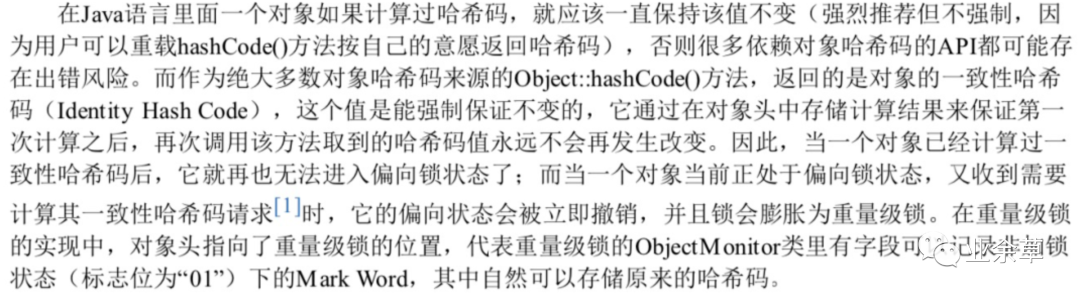 在Java语言里面一个对象如果计算过哈希码，就应该一直保持该值不变（强烈推荐但不强制，因
为用户可以重载hashCode()方法按自己的意愿返回哈希码），否则很多依赖对象哈希码的API都可能存
在出错风险。而作为绝大多数对象哈希码来源的Object::hashCode()方法，返回的是对象的一致性哈希
码（Identity Hash Code），这个值是能强制保证不变的，它通过在对象头中存储计算结果来保证第一
次计算之后，再次调用该方法取到的哈希码值永远不会再发生改变。因此，当一个对象已经计算过一
致性哈希码后，它就再也无法进入偏向锁状态了；而当一个对象当前正处于偏向锁状态，又收到需要
计算其一致性哈希码请求[1]时，它的偏向状态会被立即撤销，并且锁会膨胀为重量级锁。在重量级锁
的实现中，对象头指向了重量级锁的位置，代表重量级锁的ObjectMonitor类里有字段可 锁
状态（标志位为“01”）下的Mark Word，其中自然可以存储原来的哈希码。
业余草